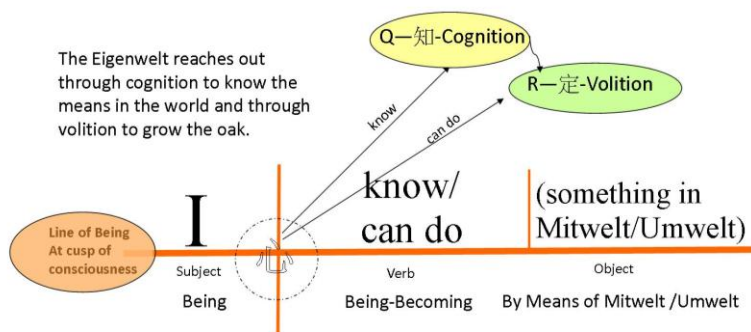 Q—知-Cognition
The Eigenwelt reaches out
through cognition to know the
means in the world and through
volition to grow the oak.
R—定-Volition
know
can do
I
know/
can do
(something in
Mitwelt/Umwelt)
Line of Being
At cusp of
consciousness
心
Subject
Verb
Object
Being
Being-Becoming
By Means of Mitwelt /Umwelt